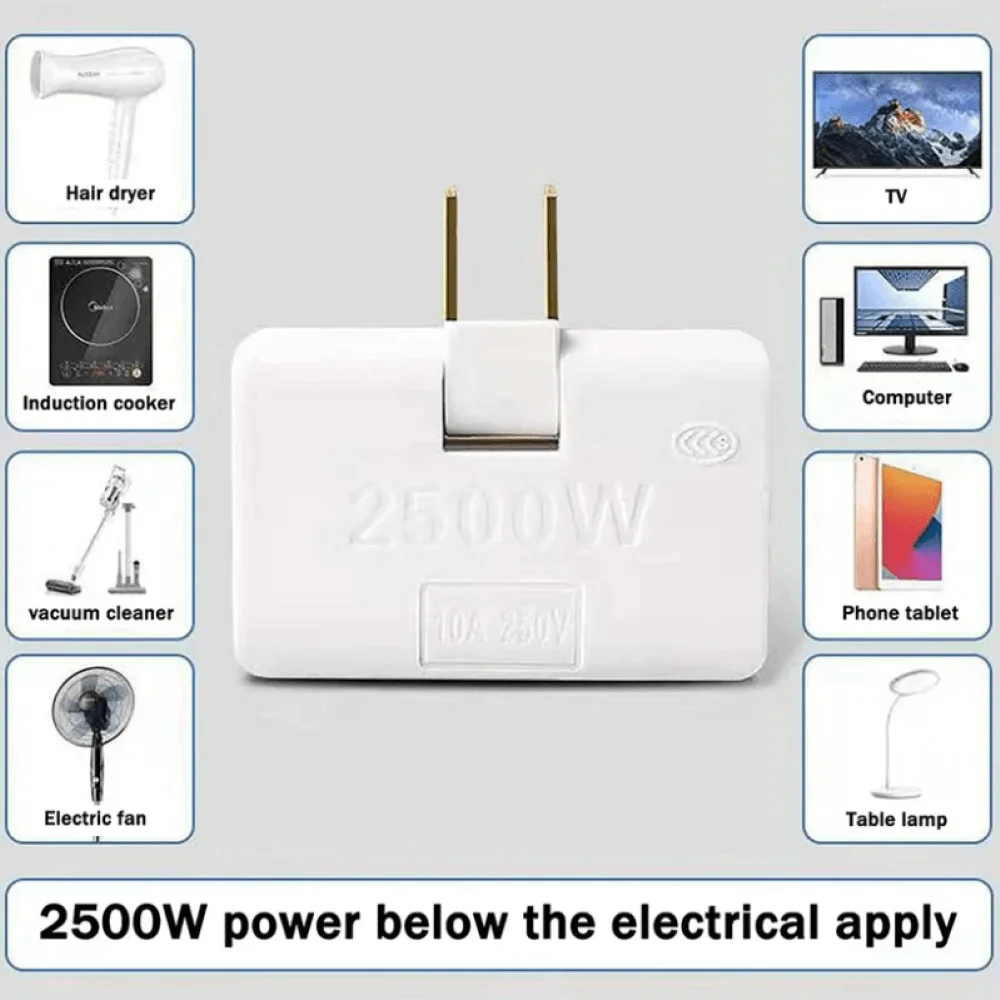 Hair dryer
TV
Induction cooker
Computer
2500W
vacuum cleaner
10A 250V
Phone tablet
Electric fan
Table lamp
2500W power below the electrical apply